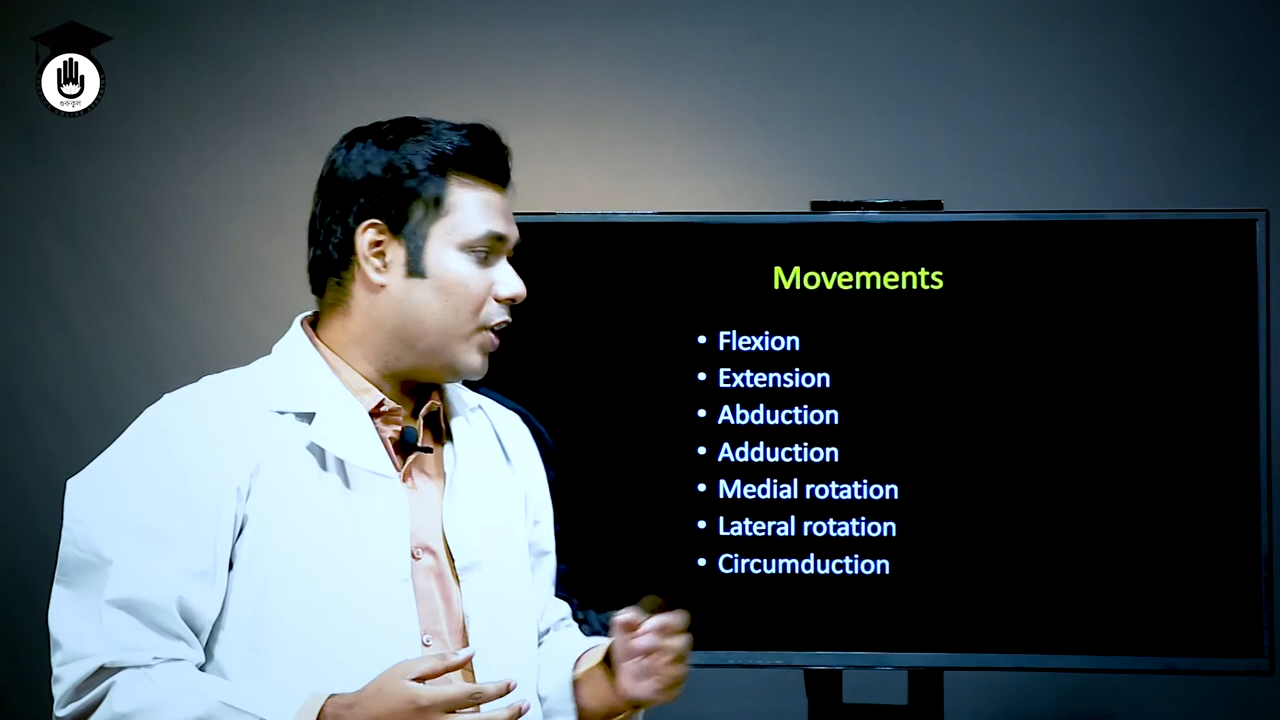 গুরুকুল
Movements
• Flexion
• Extension
• Abduction
• Adduction
• Medial rotation
• Lateral rotation
• Circumduction